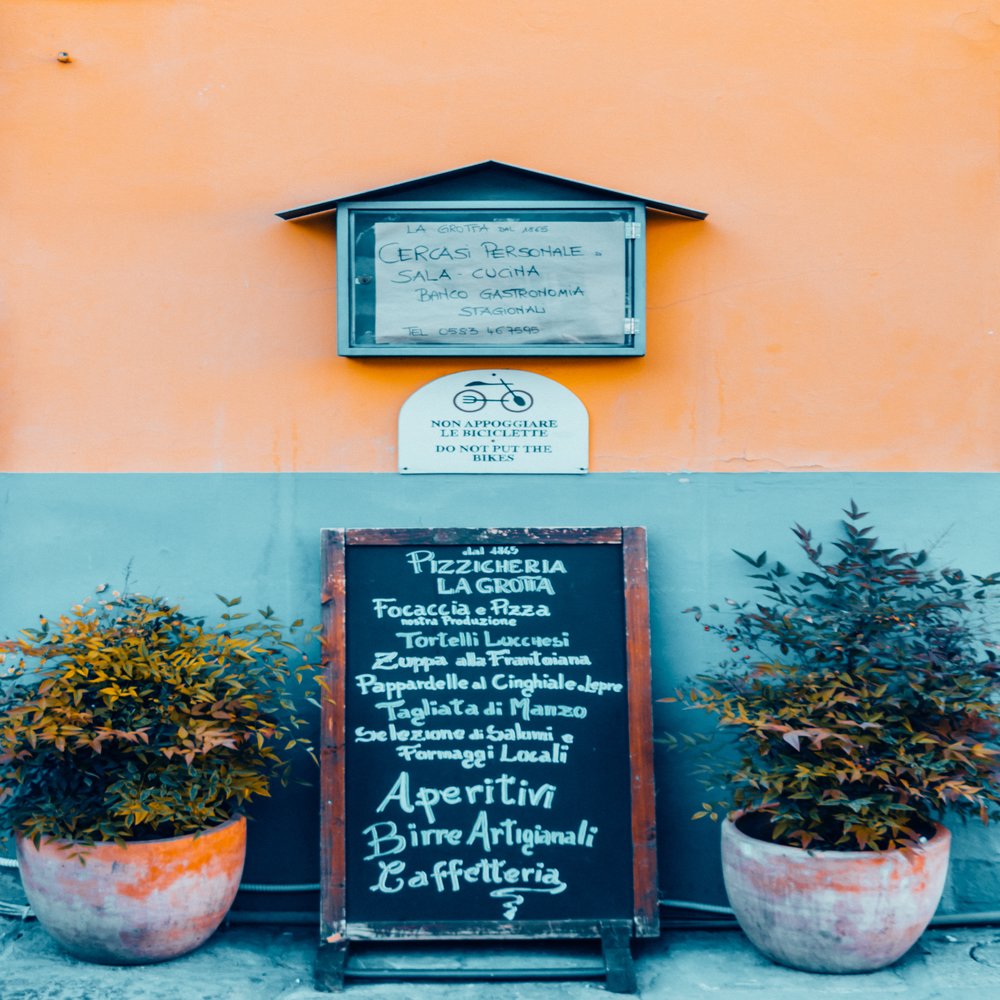 LA GROTTA DAL 1865
CERCASI PERSONALE
SALA - CUCINA
BANCO GASTRONOMIA
STAGIONALI
TEL 0583 467595
NON APPOGGIARE
LE BICICLETTE
DO NOT PUT THE
BIKES
dal 1865
PIZZICHERIA
LA GROTTA
FOCACCIA e PIZZA
nostra Produzione
TORTELLI LUCCHESI
ZUPPA alla FRANTOIANA
Pappardelle al Cinghiale o lepre
Tagliata di Manzo
Selezione di Salumi e
Formaggi Locali
Aperitivi
Birre Artigianali
Caffetteria